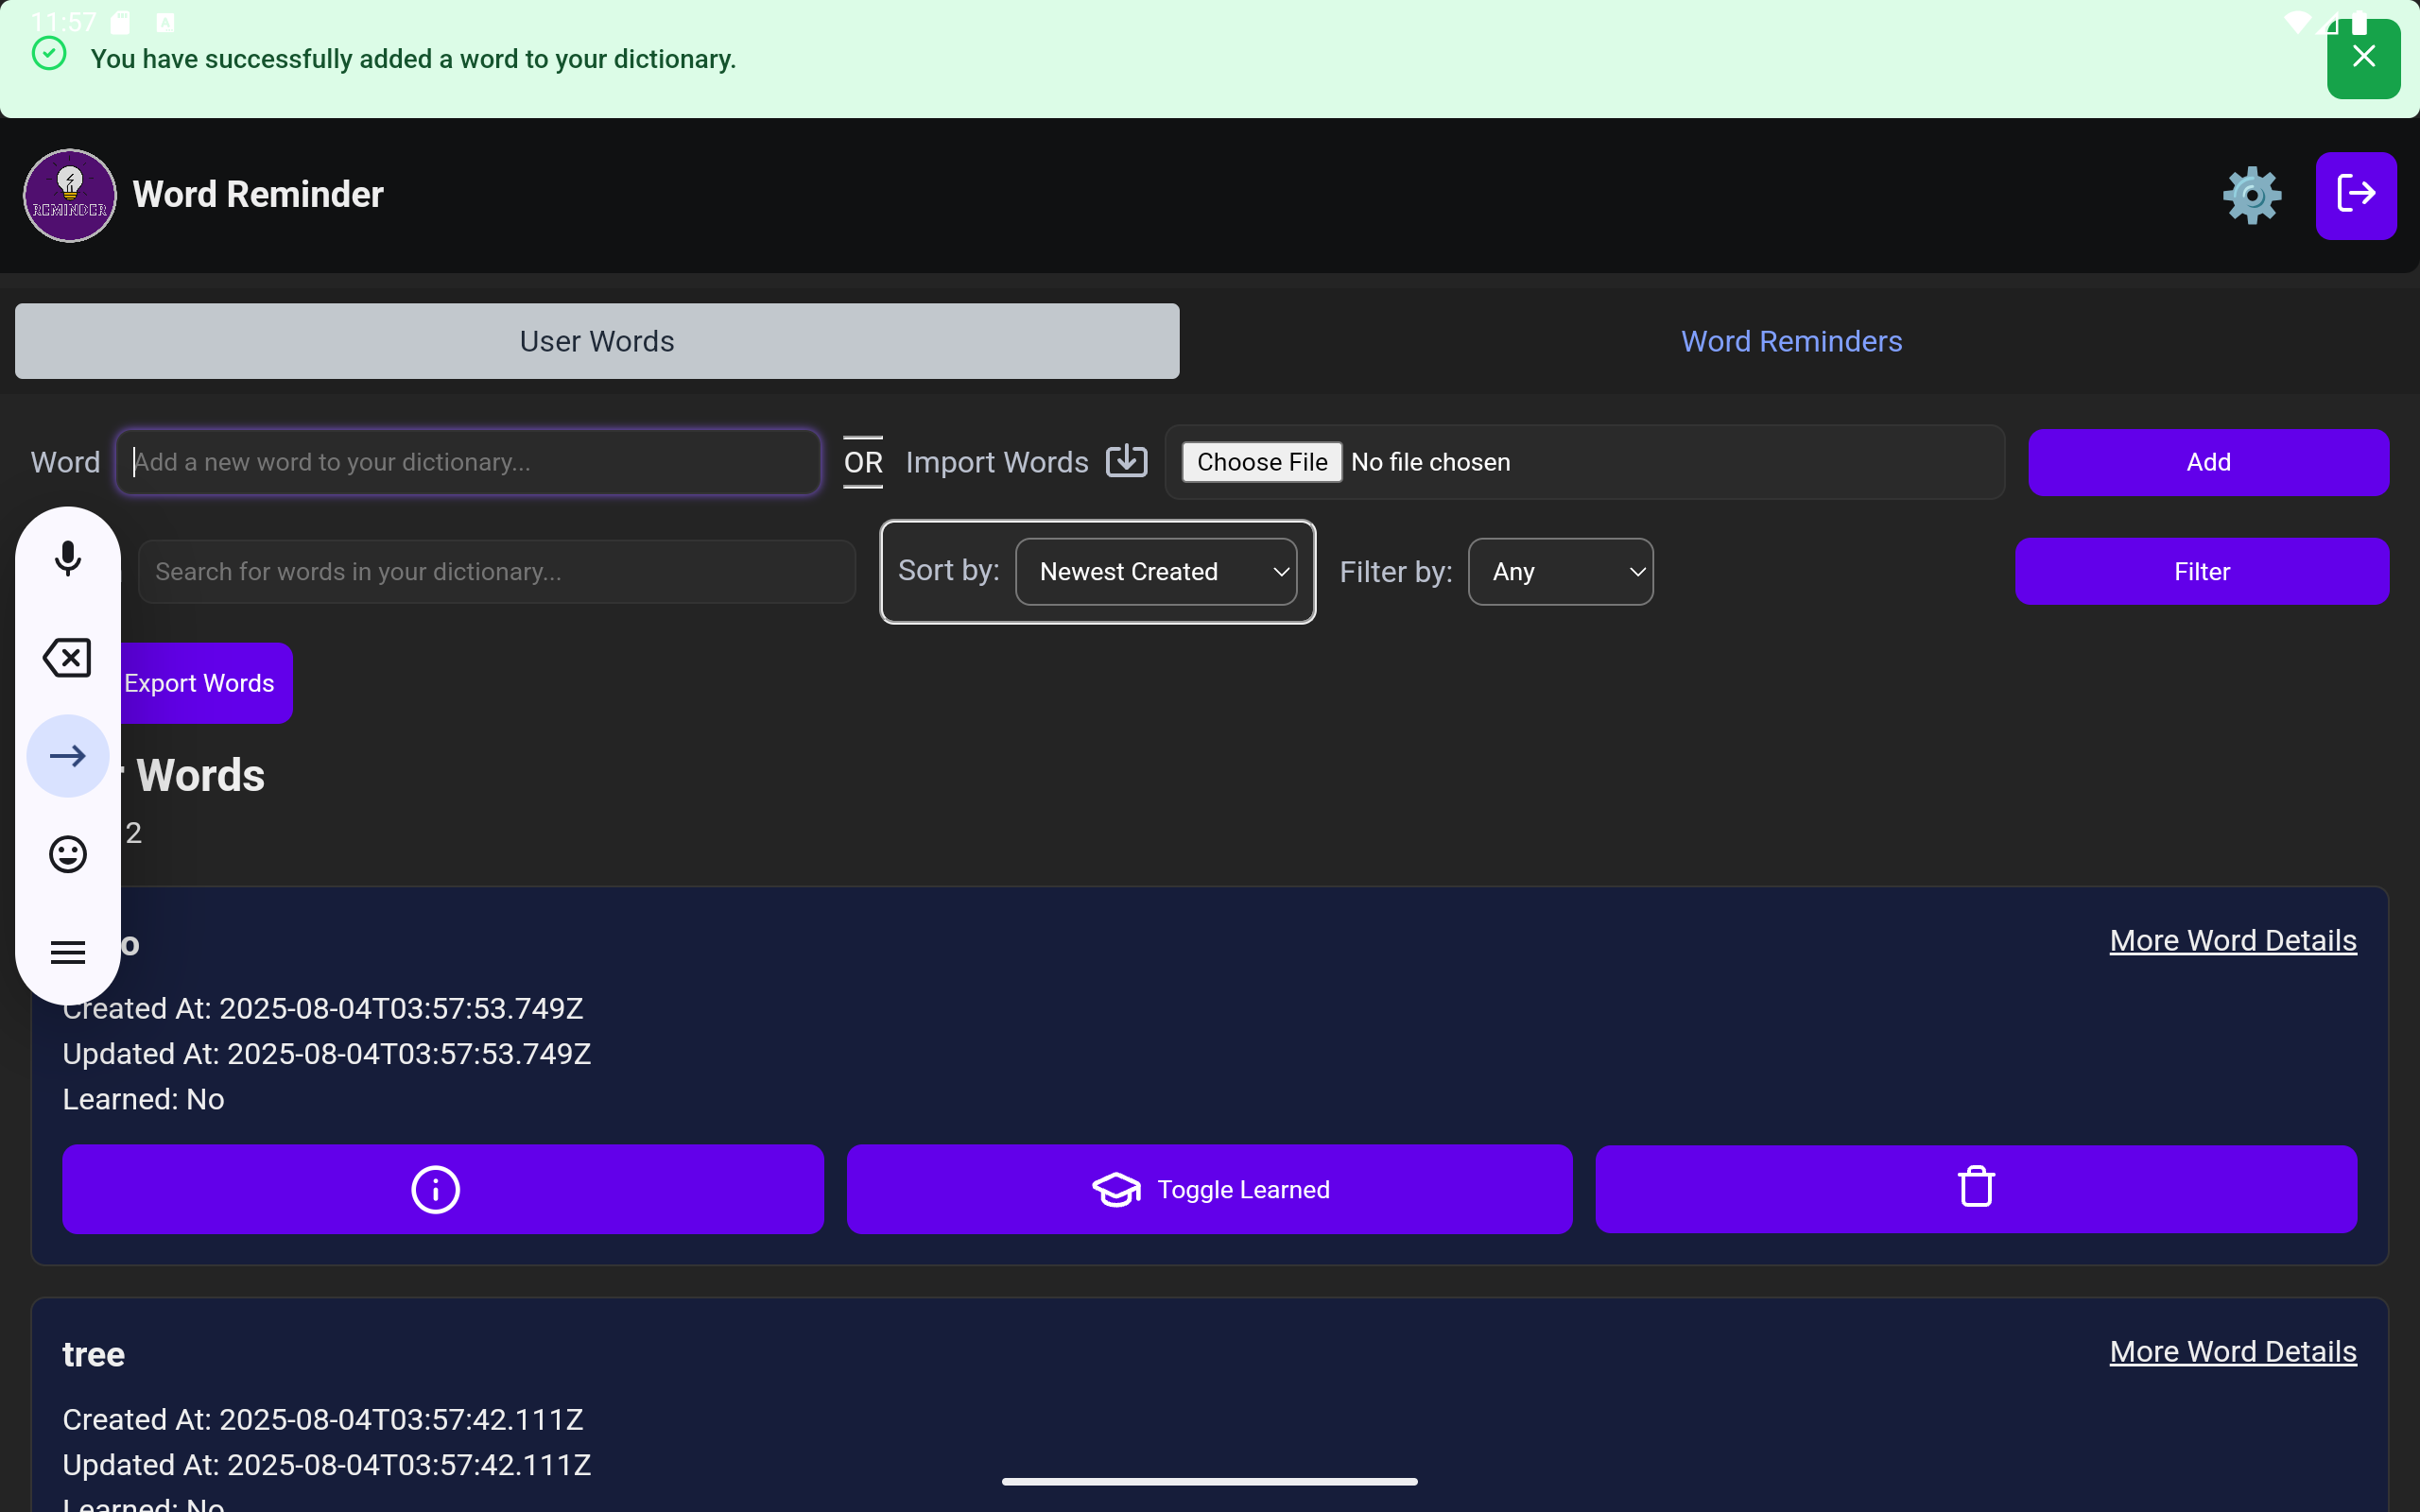 11:57
You have successfully added a word to your dictionary.
REMINDER
Word Reminder
User Words
Word Reminders
Word
Add a new word to your dictionary...
OR
Import Words
Choose File No file chosen
Add
Search for words in your dictionary...
Sort by: Newest Created
Filter by: Any
Filter
Export Words
Words
2
More Word Details
Created At: 2025-08-04T03:57:53.749Z
Updated At: 2025-08-04T03:57:53.749Z
Learned: No
Toggle Learned
tree
More Word Details
Created At: 2025-08-04T03:57:42.111Z
Updated At: 2025-08-04T03:57:42.111Z
Learned: No